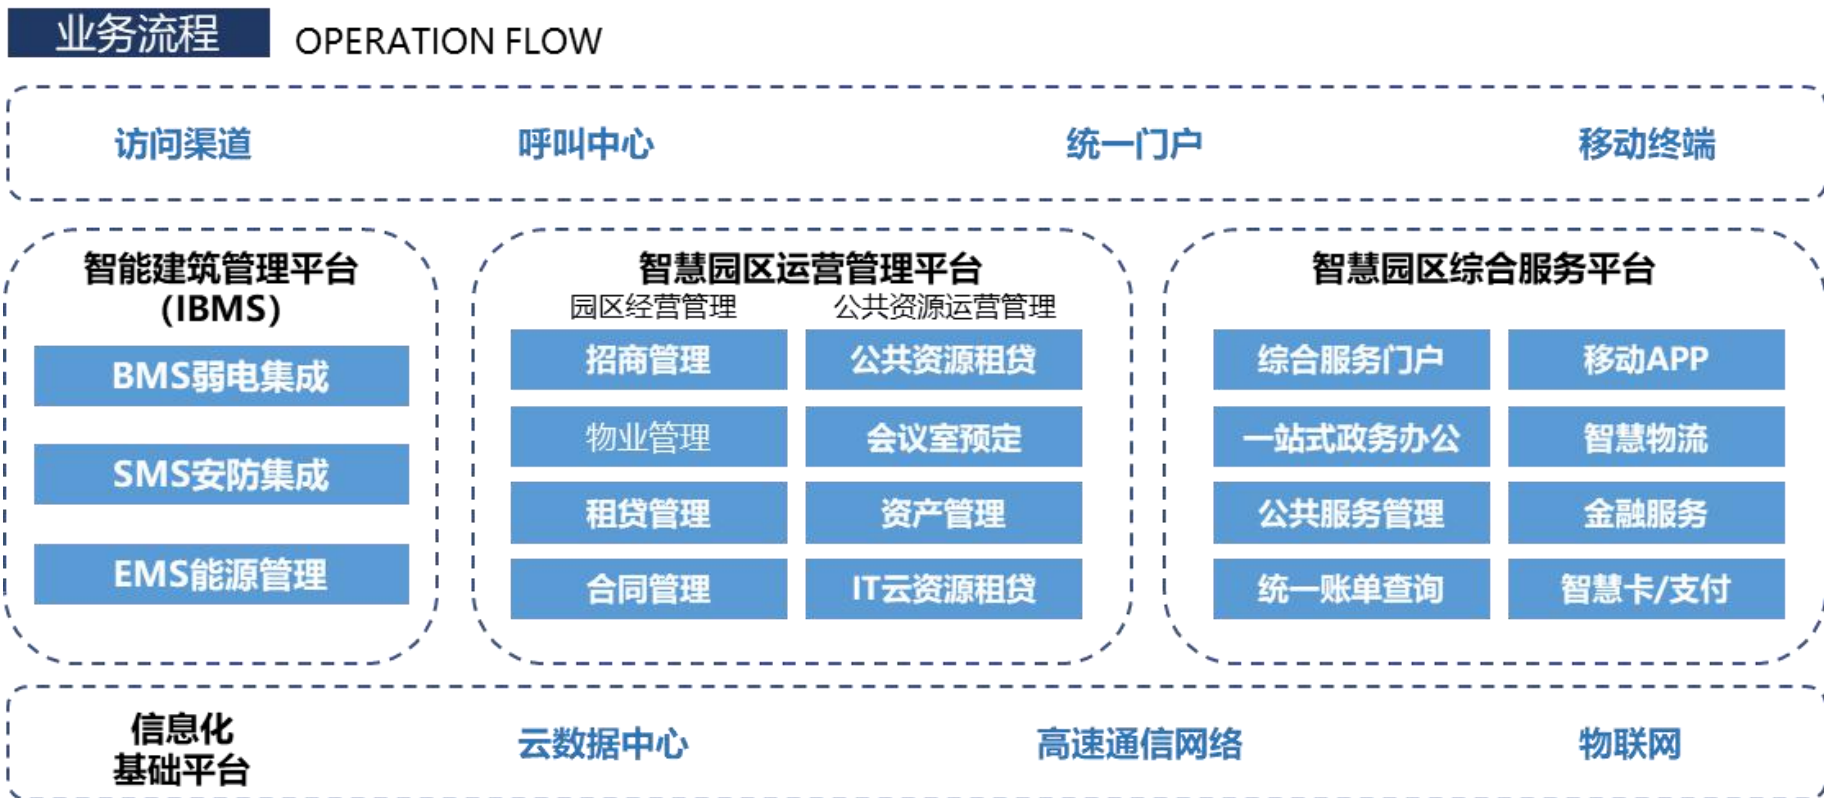 业务流程
OPERATION FLOW
访问渠道
呼叫中心
统一门户
移动终端
智能建筑管理平台
（IBMS）
BMS弱电集成
SMS安防集成
EMS能源管理
智慧园区运营管理平台
园区经营管理
公共资源运营管理
招商管理
公共资源租贷
物业管理
会议室预定
租贷管理
资产管理
合同管理
IT云资源租贷
智慧园区综合服务平台
综合服务门户
移动APP
一站式政务办公
智慧物流
公共服务管理
金融服务
统一账单查询
智慧卡/支付
信息化
基础平台
云数据中心
高速通信网络
物联网